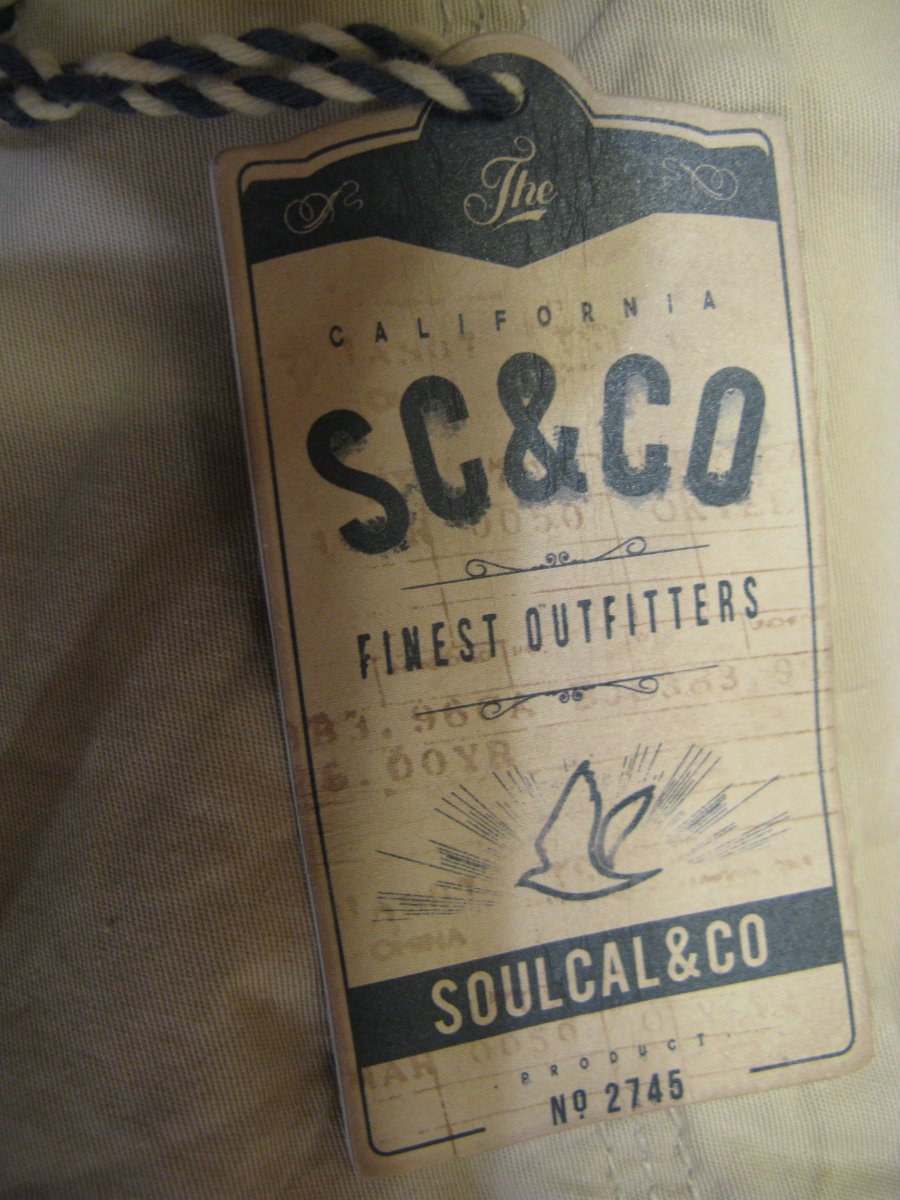 The
CALIFORNIA
SC&CO
FINEST OUTFITTERS
SOULCAL&CO
. PRODUCT .
Nº 2745